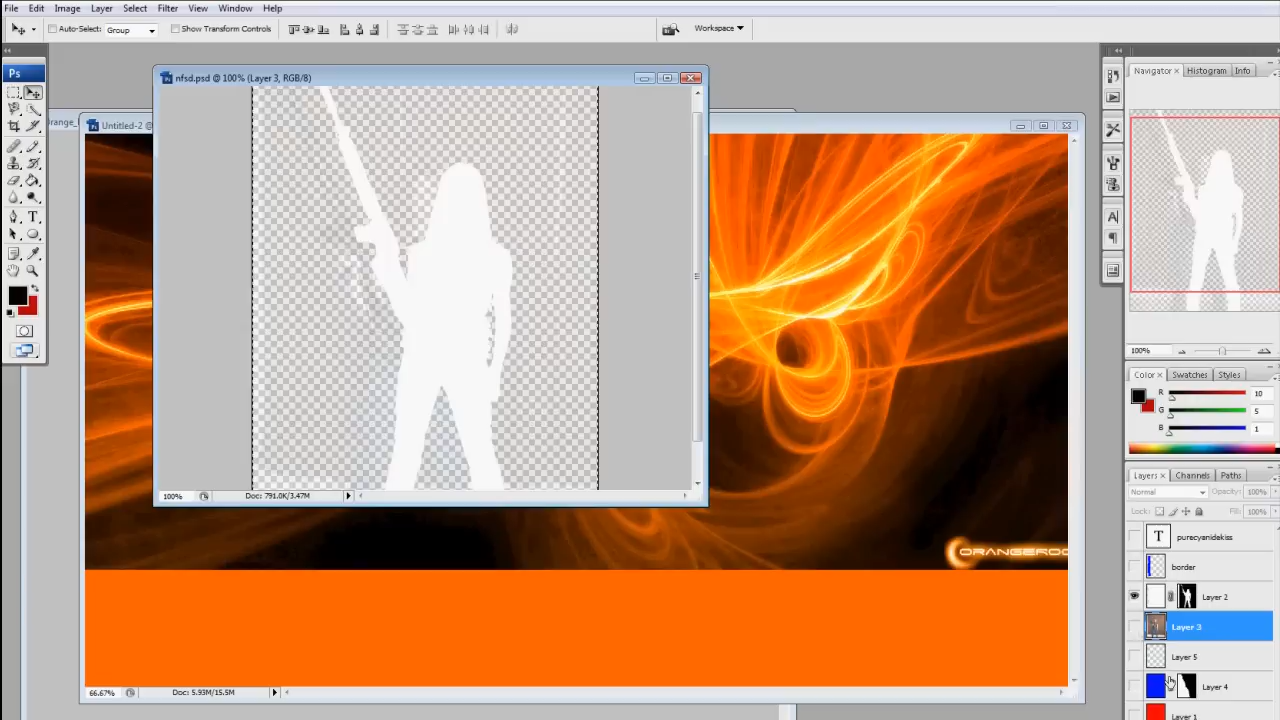 File Edit Image Layer Select Filter View Window Help
Auto-Select: Group Show Transform Controls Workspace
Ps
nfsd.psd @ 100% (Layer 3, RGB/8)
Untitled-2 @
Navigator Histogram Info
100%
Color Swatches Styles
R 10
G 5
B 1
Layers Channels Paths
Normal Opacity: 100%
Lock: Fill: 100%
T purecyanidekiss
border
Layer 2
Layer 3
Layer 5
Layer 4
Layer 1
100% Doc: 791.0K/3.47M
66.67% Doc: 5.93M/15.5M